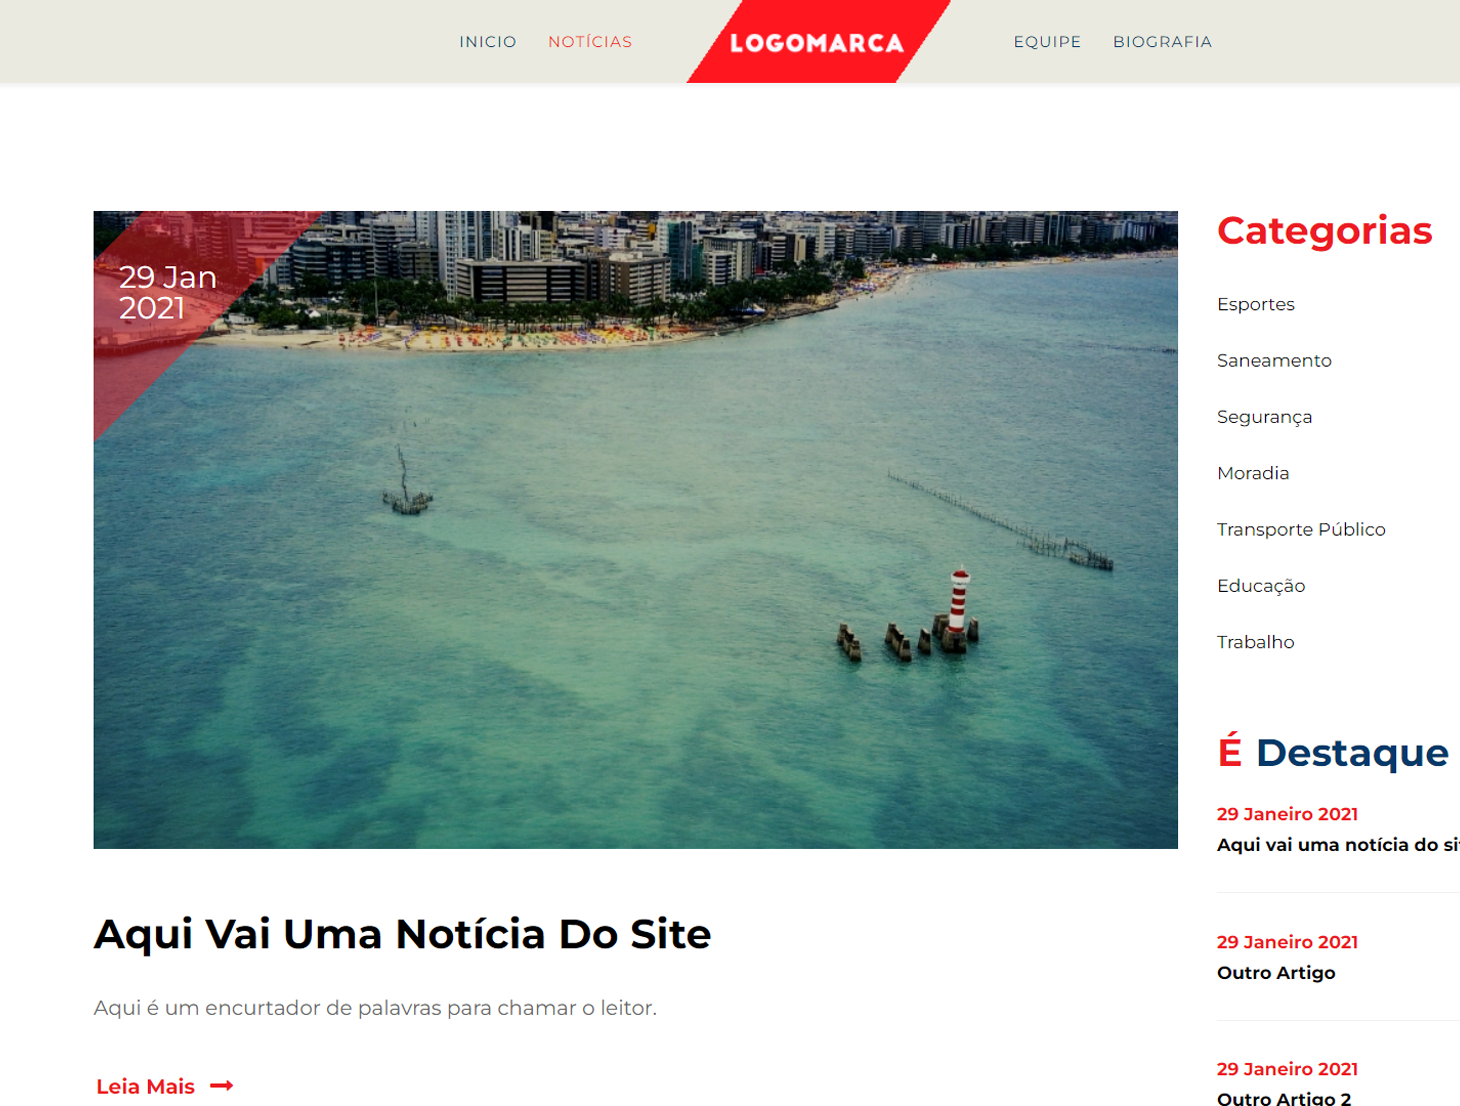 INICIO NOTÍCIAS LOGOMARCA EQUIPE BIOGRAFIA
29 Jan
2021
Aqui Vai Uma Notícia Do Site
Aqui é um encurtador de palavras para chamar o leitor.
Leia Mais
Categorias
Esportes
Saneamento
Segurança
Moradia
Transporte Público
Educação
Trabalho
É Destaque
29 Janeiro 2021
Aqui vai uma notícia do
29 Janeiro 2021
Outro Artigo
29 Janeiro 2021
Outro Artigo 2